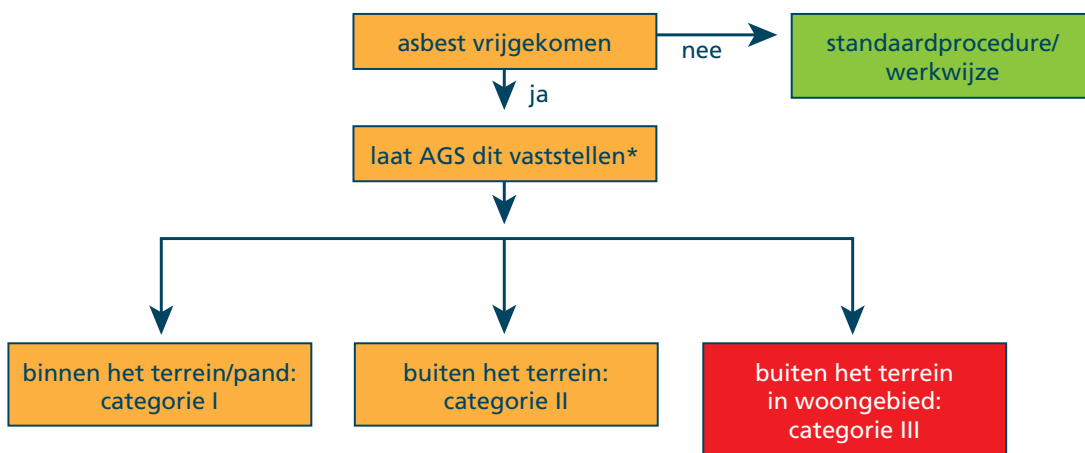 asbest vrijgekomen
nee
standaardprocedure/
werkwijze
ja
laat AGS dit vaststellen*
binnen het terrein/pand:
categorie I
buiten het terrein:
categorie II
buiten het terrein
in woongebied:
categorie III